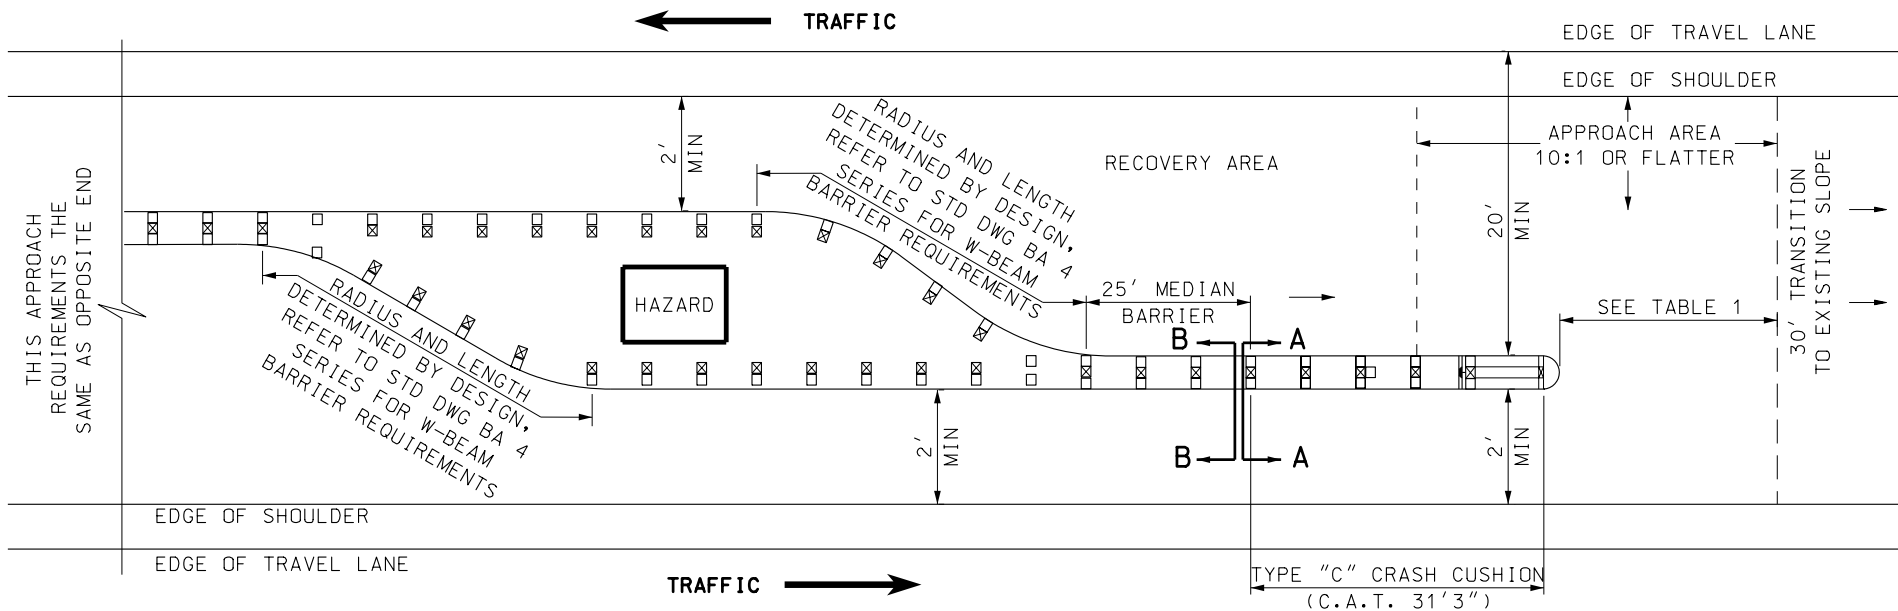 TRAFFIC
EDGE OF TRAVEL LANE
EDGE OF SHOULDER
RADIUS AND LENGTH
DETERMINED BY DESIGN,
REFER TO STD DWG BA 4
SERIES FOR W-BEAM
BARRIER REQUIREMENTS
2'
MIN
RECOVERY AREA
APPROACH AREA
10:1 OR FLATTER
20'
MIN
30' TRANSITION
TO EXISTING SLOPE
THIS APPROACH
REQUIREMENTS THE
SAME AS OPPOSITE END
HAZARD
25' MEDIAN
BARRIER
SEE TABLE 1
RADIUS AND LENGTH
DETERMINED BY DESIGN,
REFER TO STD DWG BA 4
SERIES FOR W-BEAM
BARRIER REQUIREMENTS
B
A
B
A
2'
MIN
2'
MIN
EDGE OF SHOULDER
EDGE OF TRAVEL LANE
TRAFFIC
TYPE "C" CRASH CUSHION
(C.A.T. 31'3")